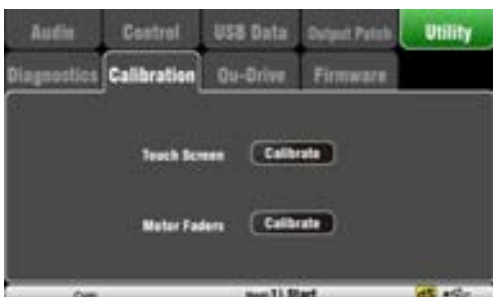 Audio Control USB Data Output Patch Utility
Diagnostics Calibration Qu-Drive Firmware
Touch Screen Calibrate
Motor Faders Calibrate
1) Start